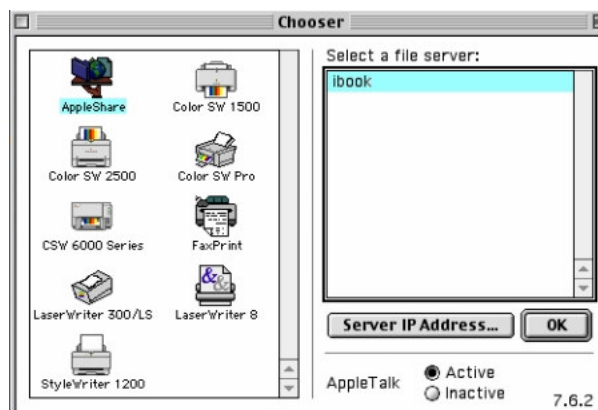 Chooser
AppleShare
Color SW 1500
Color SW 2500
Color SW Pro
CSW 6000 Series
FaxPrint
LaserWriter 300/LS
LaserWriter 8
StyleWriter 1200
Select a file server:
ibook
Server IP Address...
OK
AppleTalk
Active
Inactive
7.6.2